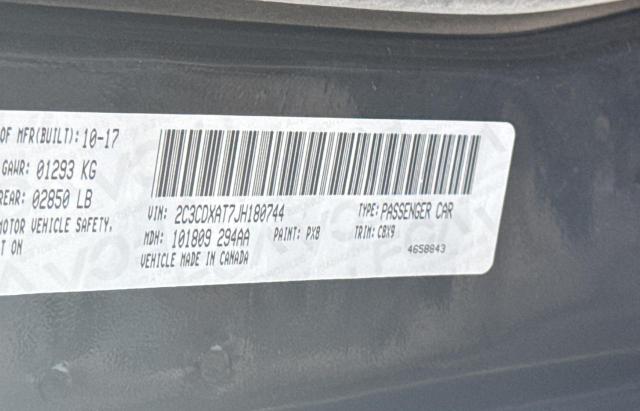 OF MFR(BUILT): 10-17
GAWR: 01293 KG
REAR: 02850 LB
MOTOR VEHICLE SAFETY,
T ON
VIN: 2C3CDXAT7JH180744
TYPE: PASSENGER CAR
MDH: 101809 294AA
PAINT: PX8
TRIM: CBX9
VEHICLE MADE IN CANADA
4658843